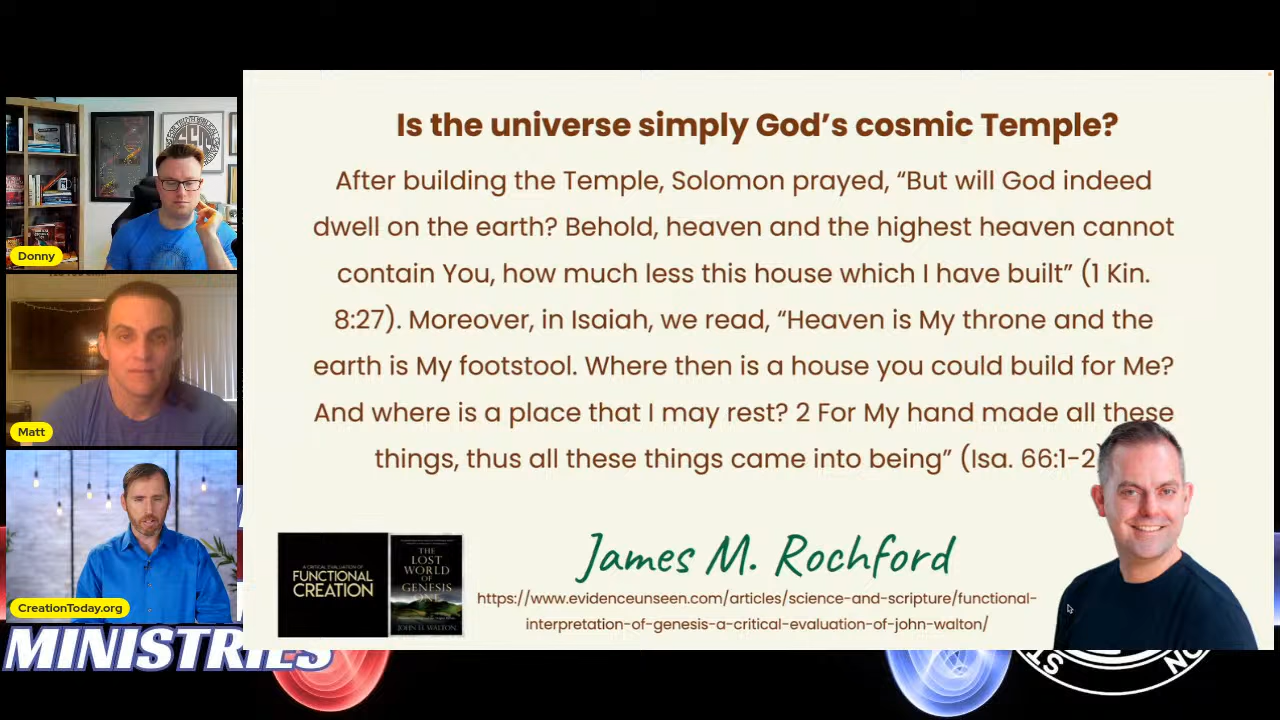 Is the universe simply God's cosmic Temple?
After building the Temple, Solomon prayed, “But will God indeed
dwell on the earth? Behold, heaven and the highest heaven cannot
contain You, how much less this house which I have built” (1 Kin.
8:27). Moreover, in Isaiah, we read, “Heaven is My throne and the
earth is My footstool. Where then is a house you could build for Me?
And where is a place that I may rest? 2 For My hand made all these
things, thus all these things came into being” (Isa. 66:1-2)
Donny
Matt
CreationToday.org
A CRITICAL EVALUATION OF
FUNCTIONAL
CREATION
THE
LOST
WORLD
OF
GENESIS
ONE
JOHN H. WALTON
James M. Rochford
https://www.evidenceunseen.com/articles/science-and-scripture/functional-
interpretation-of-genesis-a-critical-evaluation-of-john-walton/
MINISTRIES